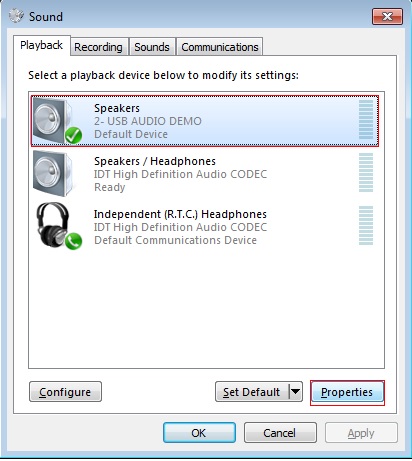 Sound
Playback Recording Sounds Communications
Select a playback device below to modify its settings:
Speakers
2- USB AUDIO DEMO
Default Device
Speakers / Headphones
IDT High Definition Audio CODEC
Ready
Independent (R.T.C.) Headphones
IDT High Definition Audio CODEC
Default Communications Device
Configure Set Default Properties
OK Cancel Apply